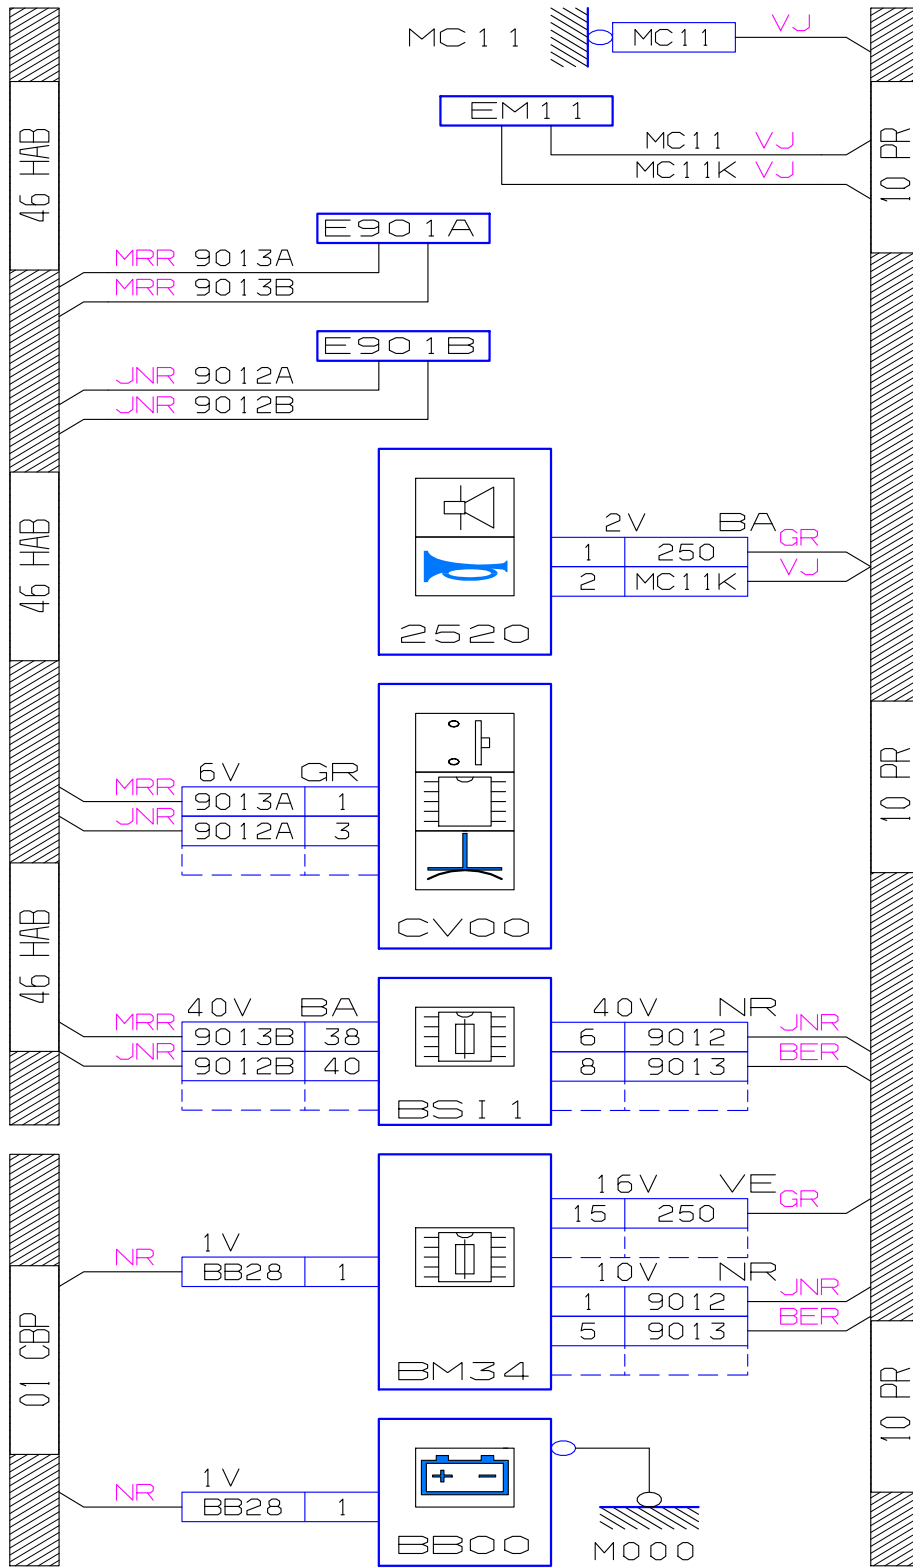 MC11 MC11 VJ
EM11
MC11 VJ
MC11K VJ
46 HAB
10 PR
E901A
MRR 9013A
MRR 9013B
E901B
JNR 9012A
JNR 9012B
2V BA
1 250 GR
2 MC11K VJ
2520
46 HAB
6V GR
MRR 9013A 1
JNR 9012A 3
CV00
10 PR
46 HAB
40V BA
MRR 9013B 38
JNR 9012B 40
40V NR
6 9012 JNR
8 9013 BER
BSI1
16V VE
15 250 GR
1V
NR BB28 1
10V NR
1 9012 JNR
5 9013 BER
BM34
01 CBP
10 PR
1V
NR BB28 1
+ -
BB00
M000